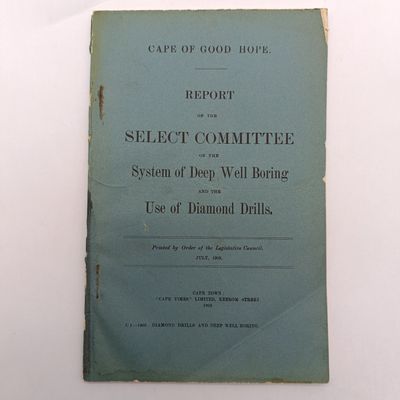 CAPE OF GOOD HOPE.
REPORT
OF THE
SELECT COMMITTEE
ON THE
System of Deep Well Boring
AND THE
Use of Diamond Drills.
Printed by Order of the Legislative Council.
JULY,
CAPE TOWN:
"CAPE TIMES" LIMITED, KEEROM STREET
DIAMOND DRILLS AND DEEP WELL BORING.